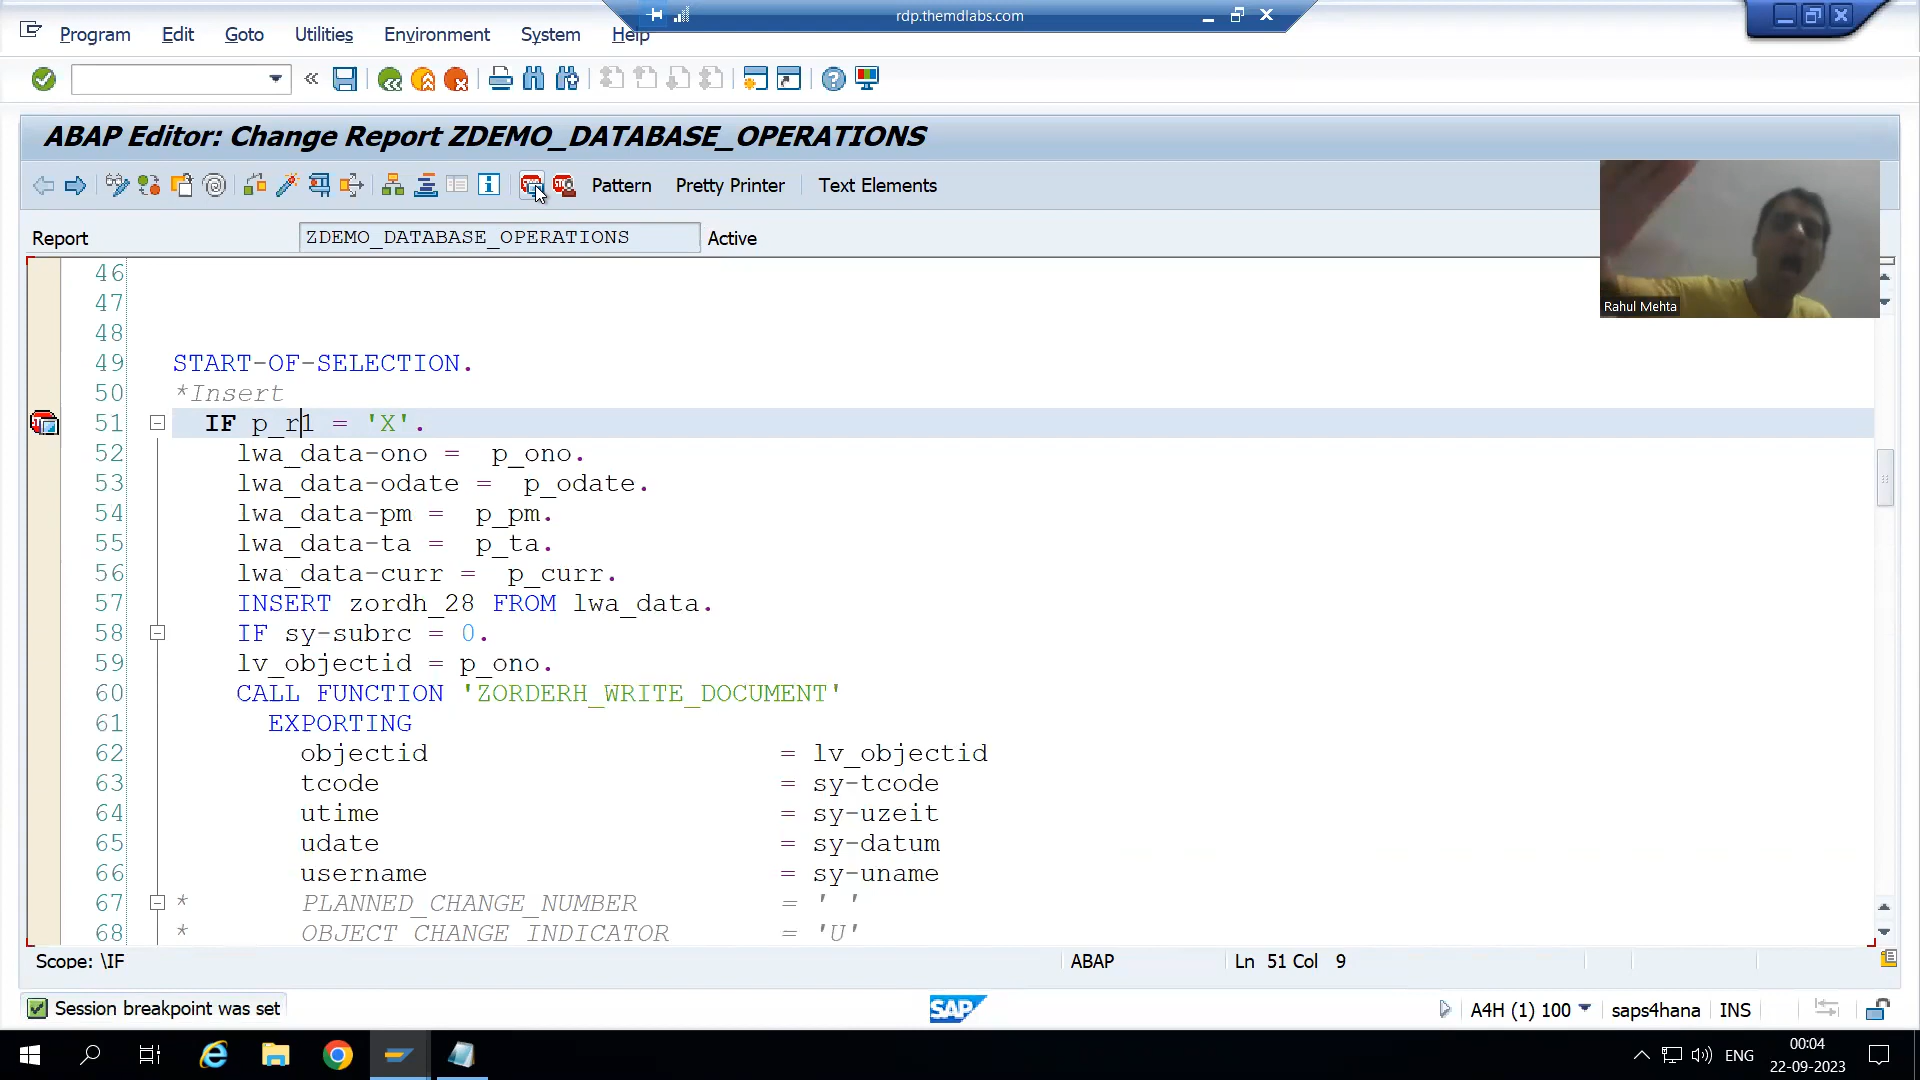 rdp.themdlabs.com
Program Edit Goto Utilities Environment System Help
ABAP Editor: Change Report ZDEMO_DATABASE_OPERATIONS
Pattern Pretty Printer Text Elements
Report ZDEMO_DATABASE_OPERATIONS Active
Rahul Mehta
46
47
48
49 START-OF-SELECTION.
50 *Insert
51 IF p_r1 = 'X'.
52 lwa_data-ono = p_ono.
53 lwa_data-odate = p_odate.
54 lwa_data-pm = p_pm.
55 lwa_data-ta = p_ta.
56 lwa_data-curr = p_curr.
57 INSERT zordh_28 FROM lwa_data.
58 IF sy-subrc = 0.
59 lv_objectid = p_ono.
60 CALL FUNCTION 'ZORDERH_WRITE_DOCUMENT'
61 EXPORTING
62 objectid = lv_objectid
63 tcode = sy-tcode
64 utime = sy-uzeit
65 udate = sy-datum
66 username = sy-uname
67 * PLANNED_CHANGE_NUMBER = ' '
68 * OBJECT_CHANGE_INDICATOR = 'U'
Scope: \IF ABAP Ln 51 Col 9
Session breakpoint was set SAP A4H (1) 100 saps4hana INS
ENG 00:04
22-09-2023